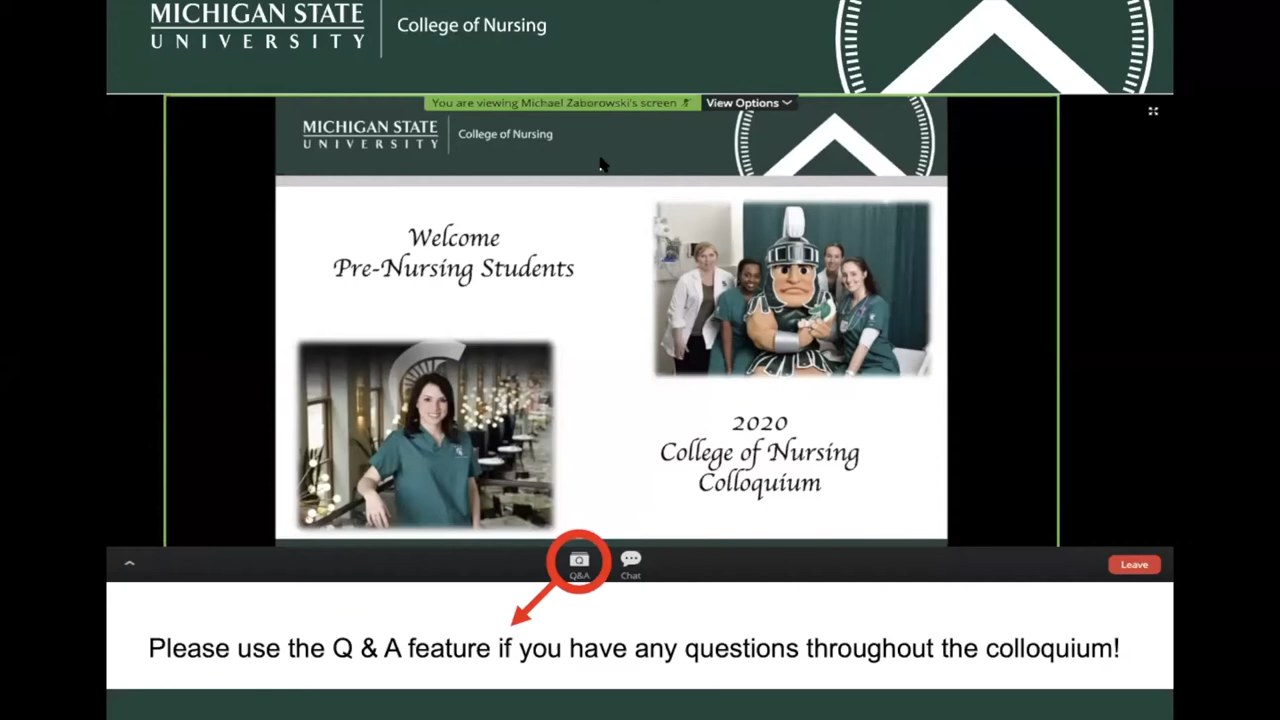 MICHIGAN STATE
UNIVERSITY
College of Nursing
You are viewing Michael Zaborowski's screen
View Options
MICHIGAN STATE
UNIVERSITY
College of Nursing
Welcome
Pre-Nursing Students
2020
College of Nursing
Colloquium
Q&A
Chat
Leave
Please use the Q & A feature if you have any questions throughout the colloquium!